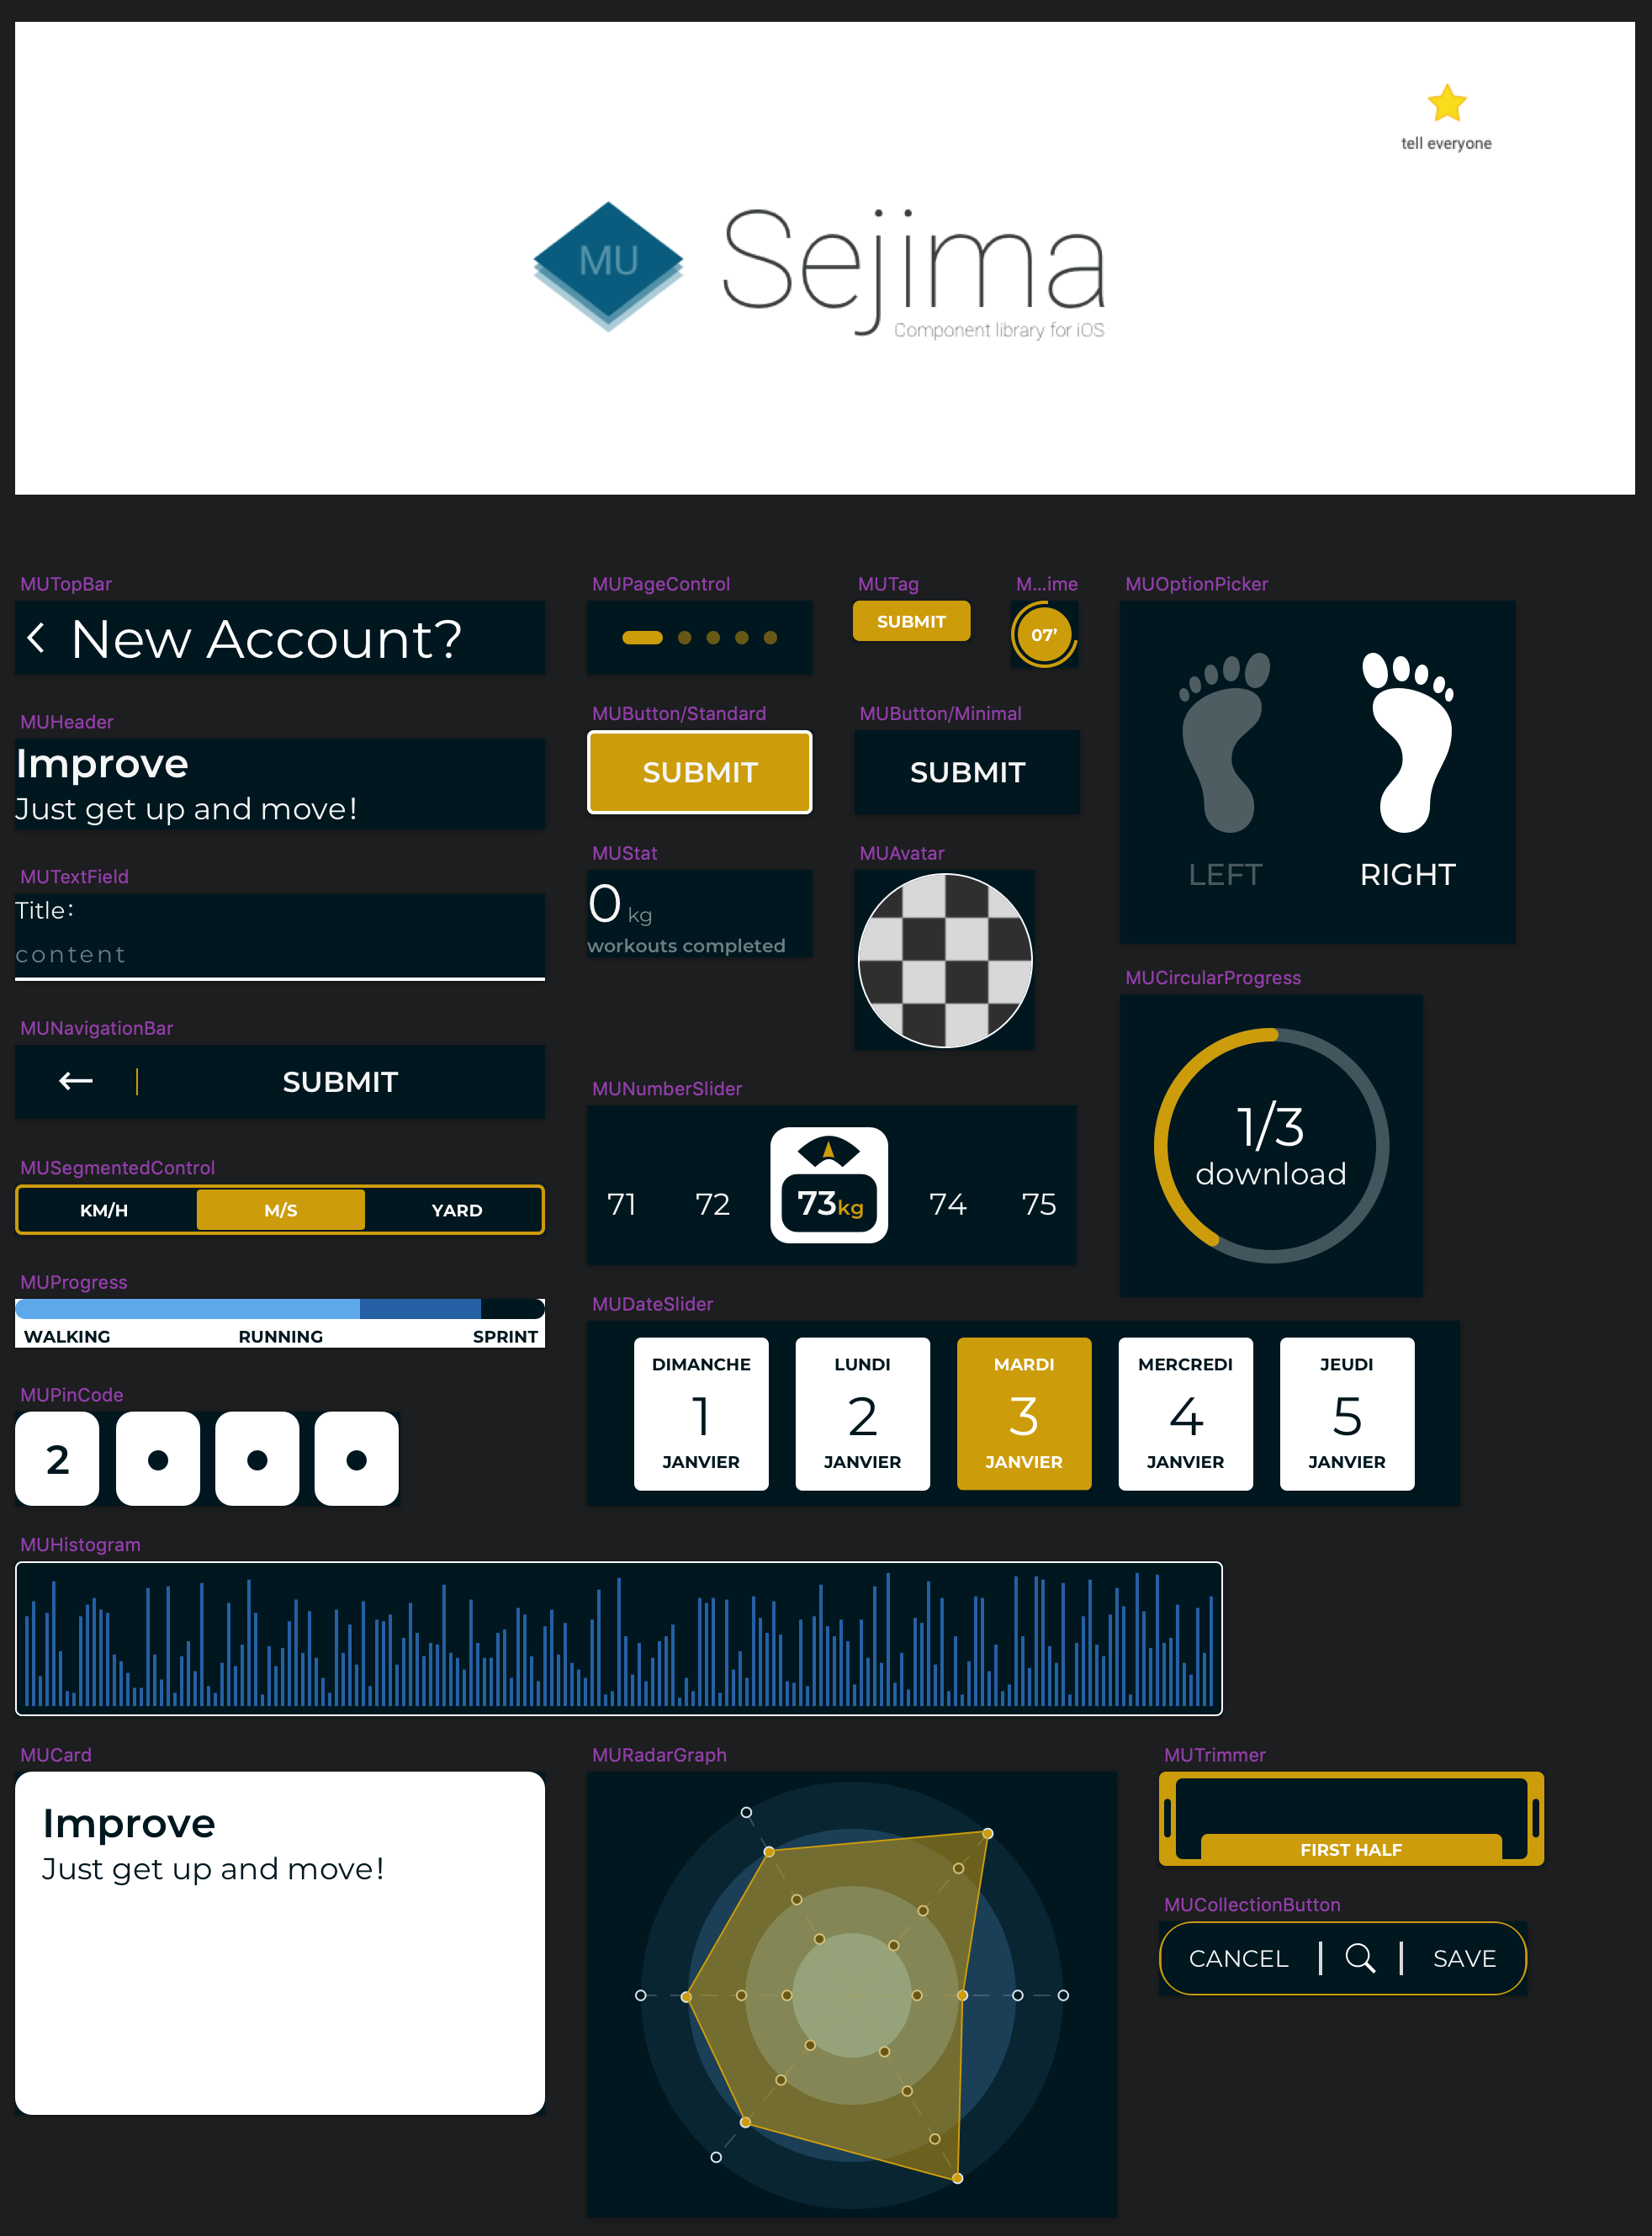 tell everyone
MU
Sejima
Component library for iOS
MUTopBar
New Account?
MUHeader
Improve
Just get up and move!
MUTextField
Title:
content
MUNavigationBar
SUBMIT
MUSegmentedControl
KM/H M/S YARD
MUProgress
WALKING RUNNING SPRINT
MUPinCode
2
MUPageControl
MUTag
SUBMIT
M...ime
07’
MUButton/Standard
SUBMIT
MUButton/Minimal
SUBMIT
MUStat
0 kg
workouts completed
MUAvatar
MUOptionPicker
LEFT RIGHT
MUCircularProgress
1/3
download
MUNumberSlider
71 72 73kg 74 75
MUDateSlider
DIMANCHE LUNDI MARDI MERCREDI JEUDI
1 2 3 4 5
JANVIER JANVIER JANVIER JANVIER JANVIER
MUHistogram
MUCard
Improve
Just get up and move!
MURadarGraph
MUTrimmer
FIRST HALF
MUCollectionButton
CANCEL | | SAVE